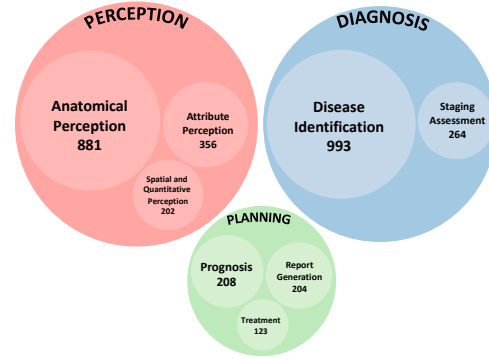 PERCEPTION
Anatomical
Perception
881
Attribute
Perception
356
Spatial and
Quantitative
Perception
202
DIAGNOSIS
Disease
Identification
993
Staging
Assessment
264
PLANNING
Prognosis
208
Report
Generation
204
Treatment
123